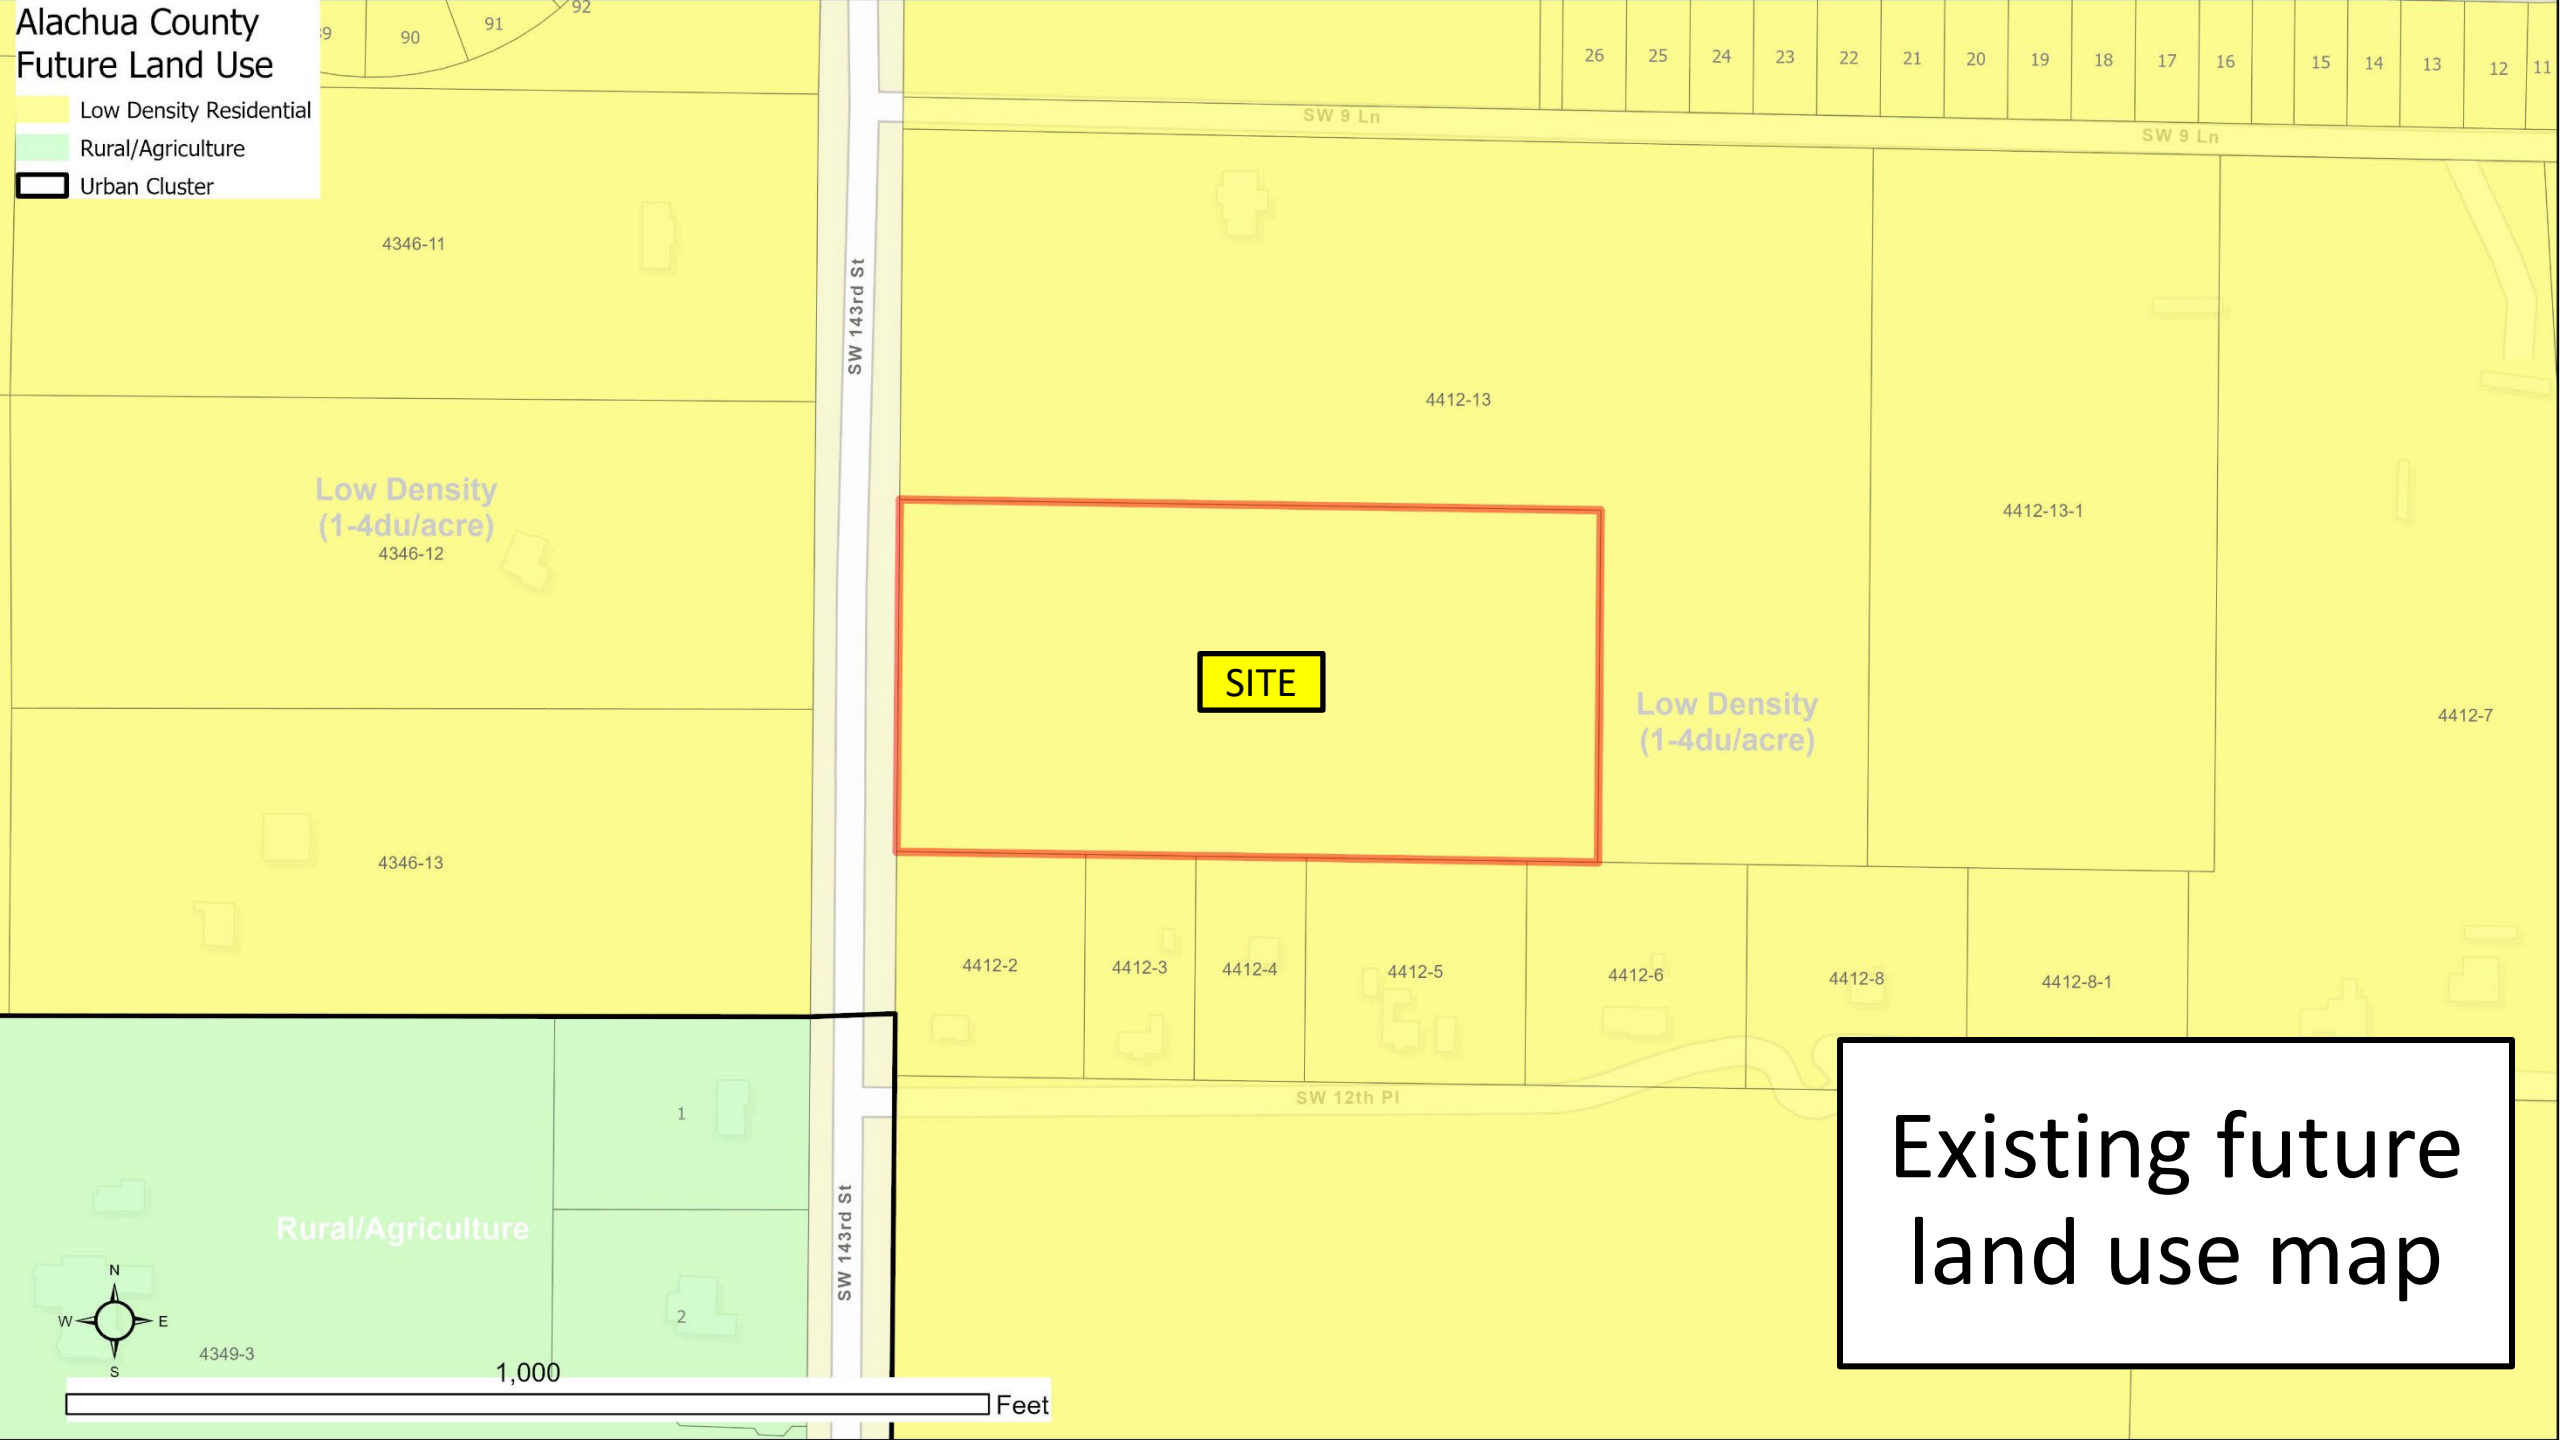 Alachua County
Future Land Use
Low Density Residential
Rural/Agriculture
Urban Cluster
90
91
92
26
25
24
23
22
21
20
19
18
17
16
15
14
13
12
11
SW 9 Ln
SW 9 Ln
4346-11
SW 143rd St
4412-13
Low Density
(1-4du/acre)
4346-12
4412-13-1
SITE
Low Density
(1-4du/acre)
4412-7
4346-13
4412-2
4412-3
4412-4
4412-5
4412-6
4412-8
4412-8-1
SW 12th Pl
1
Rural/Agriculture
SW 143rd St
2
N
W
E
S
4349-3
1,000
Feet
Existing future
land use map